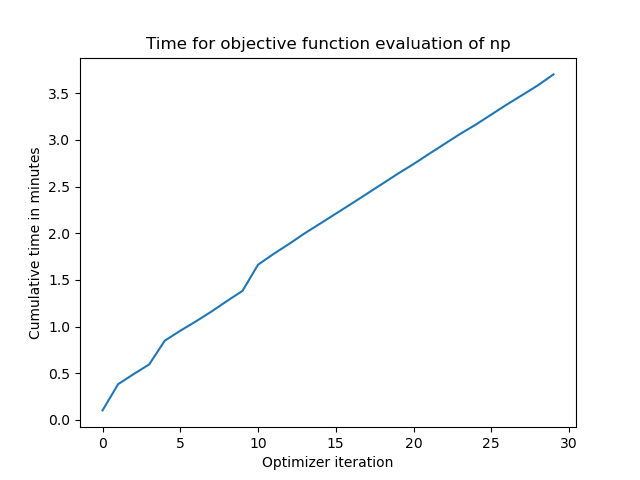 Time for objective function evaluation of np
Cumulative time in minutes
3.5
3.0
2.5
2.0
1.5
1.0
0.5
0.0
0 5 10 15 20 25 30
Optimizer iteration